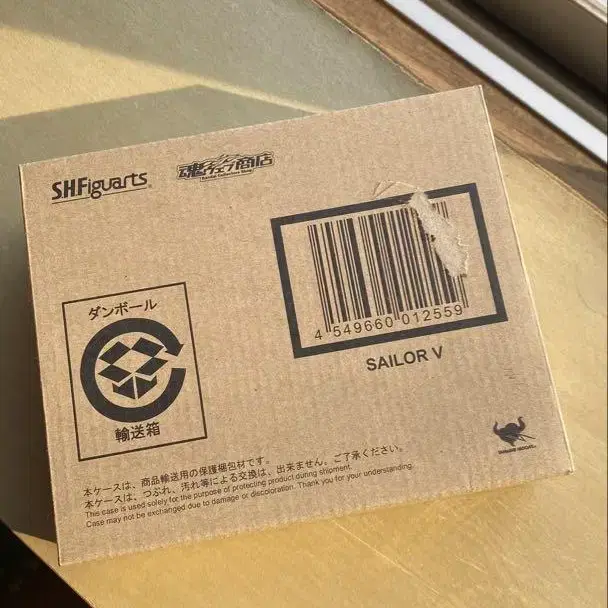 S.H.Figuarts
魂ウェブ商店
4 549660 012559
SAILOR V
ダンボール
輸送箱
本ケースは、商品輸送用の保護梱包材です。
本ケースは、つぶれ、汚れ等による交換は、出来ません。ご了承ください。
This case is used solely for the purpose of protecting product during shipment.
Case may not be exchanged due to damage or discoloration. Thank you for your understanding.